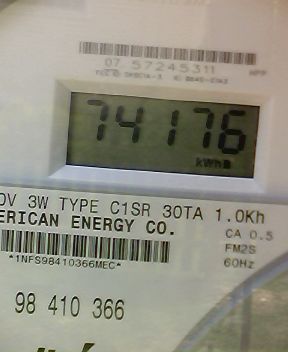 07 57245311
74176
kWh
0V 3W TYPE C1SR 30TA 1.0Kh
ERICAN ENERGY CO.
CA 0.5
FM2S
*1NFS98410366MEC*
60Hz
98 410 366